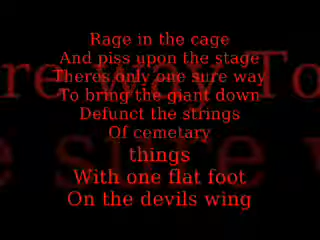 Rage in the cage
And piss upon the stage
Theres only one sure way
To bring the giant down
Defunct the strings
Of cemetary
things
With one flat foot
On the devils wing